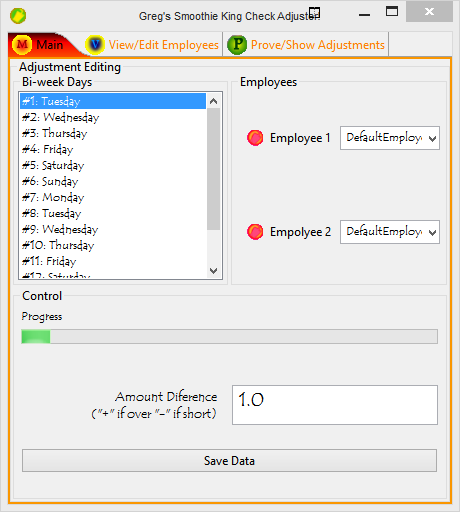 Greg's Smoothie King Check Adjuster!
M Main V View/Edit Employees P Prove/Show Adjustments
Adjustment Editing
Bi-week Days
#1: Tuesday
#2: Wednesday
#3: Thursday
#4: Friday
#5: Saturday
#6: Sunday
#7: Monday
#8: Tuesday
#9: Wednesday
#10: Thursday
#11: Friday
#12: Saturday
Employees
Employee 1 DefaultEmploye
Empolyee 2 DefaultEmploye
Control
Progress
Amount Diference
("+" if over "-" if short)
1.0
Save Data